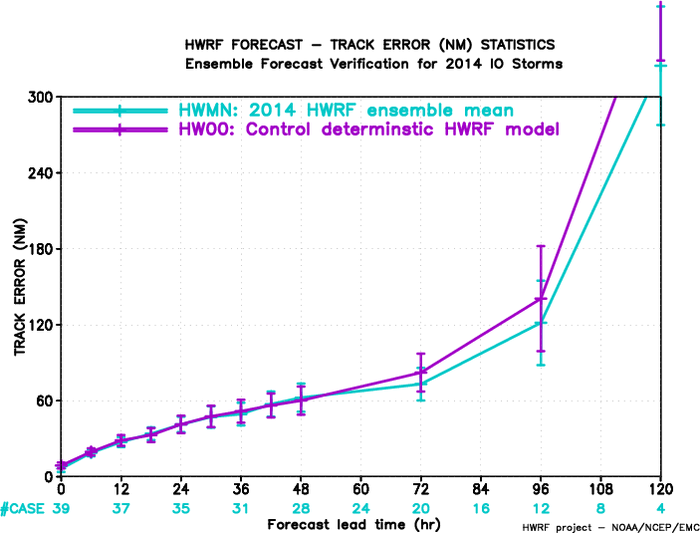 HWRF FORECAST – TRACK ERROR (NM) STATISTICS
Ensemble Forecast Verification for 2014 IO Storms
HWMN: 2014 HWRF ensemble mean
HW00: Control determinstic HWRF model
TRACK ERROR (NM)
300
240
180
120
60
0
0 12 24 36 48 60 72 84 96 108 120
#CASE 39 37 35 31 28 24 20 16 12 8 4
Forecast lead time (hr)
HWRF project – NOAA/NCEP/EMC